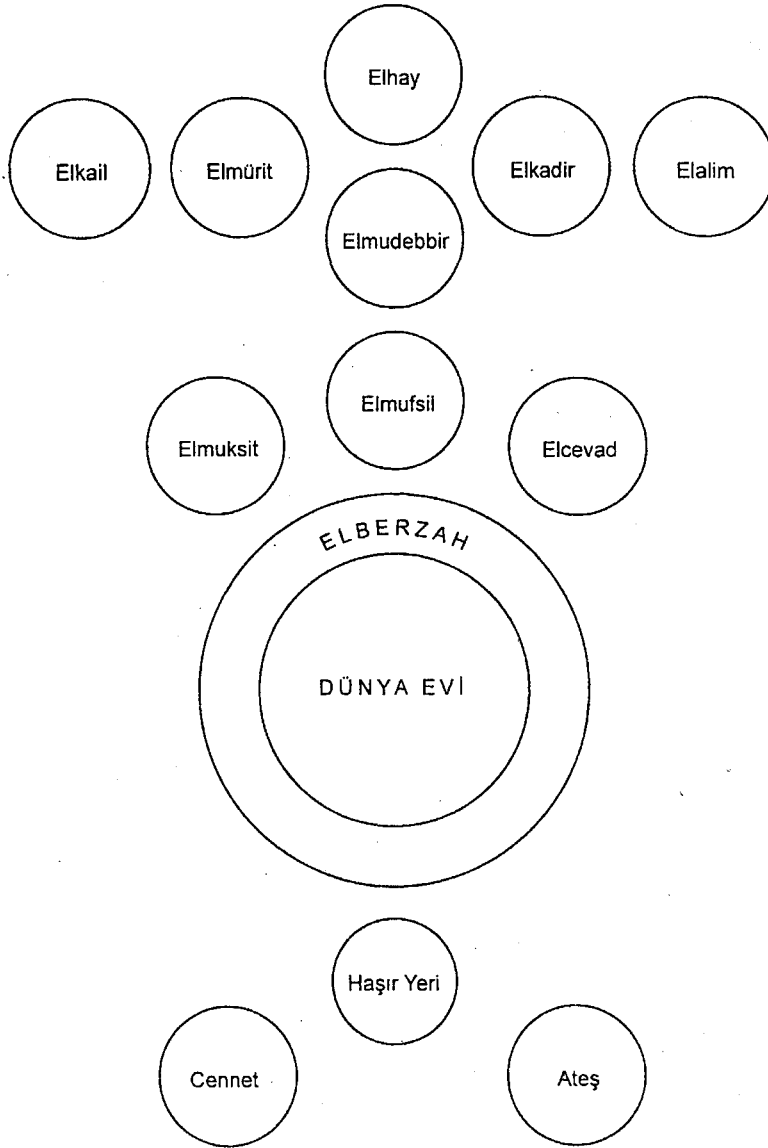 Elhay
Elkail
Elmürit
Elkadir
Elalim
Elmudebbir
Elmufsil
Elmuksit
Elcevad
ELBERZAH
DÜNYA EVİ
Haşır Yeri
Cennet
Ateş